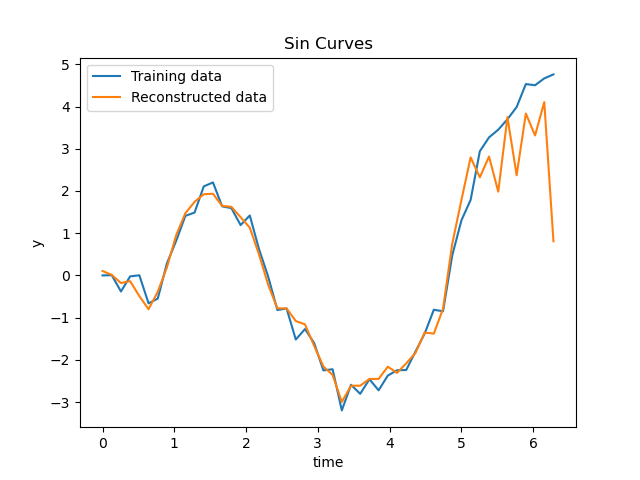 Sin Curves
Training data
Reconstructed data
5
4
3
2
1
0
−1
−2
−3
y
0 1 2 3 4 5 6
time